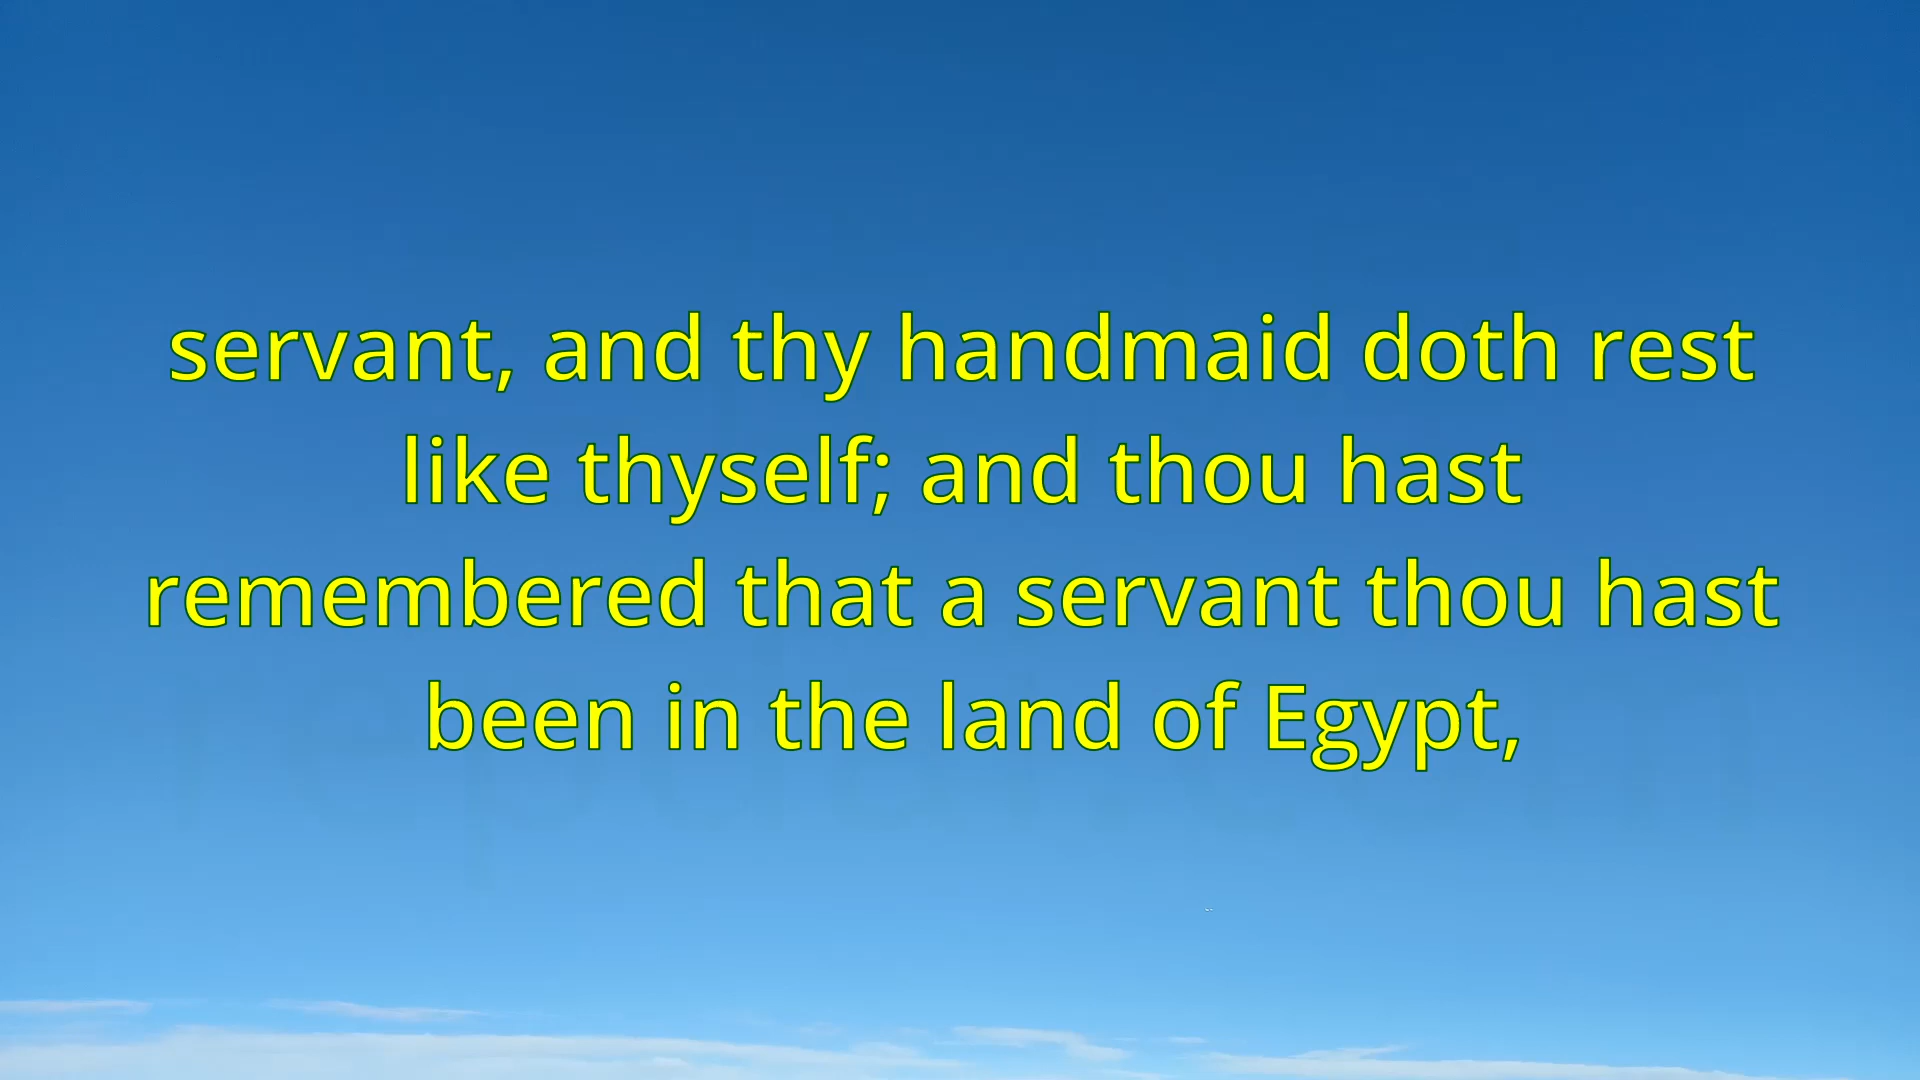 servant, and thy handmaid doth rest
like thyself; and thou hast
remembered that a servant thou hast
been in the land of Egypt,